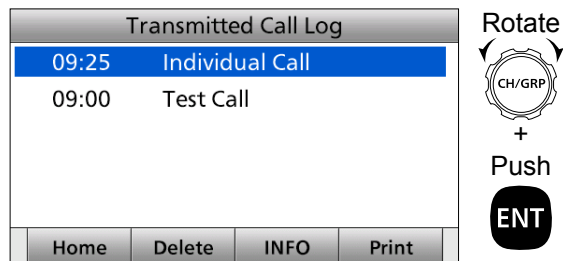 Transmitted Call Log
09:25 Individual Call
09:00 Test Call
Home Delete INFO Print
Rotate
CH/GRP
+
Push
ENT